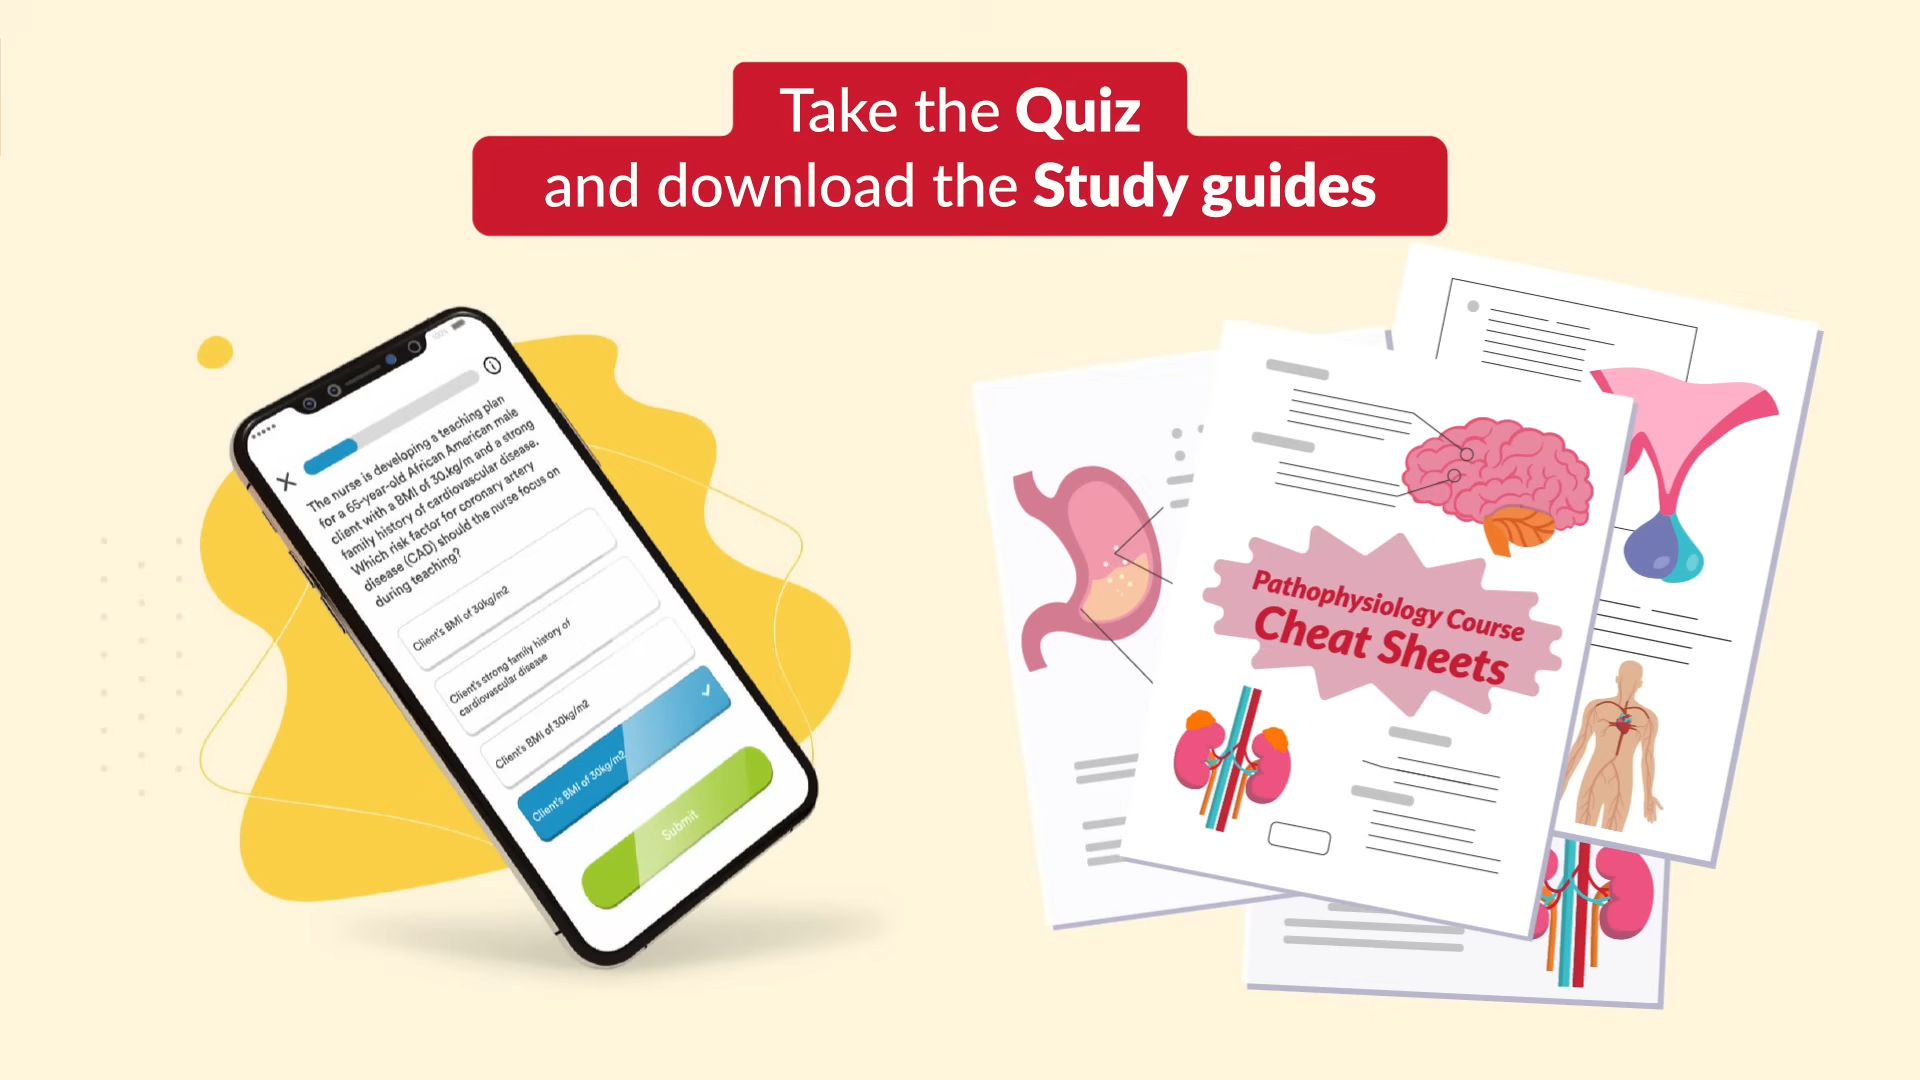 Take the Quiz
and download the Study guides
The nurse is developing a teaching plan
for a 65-year-old African American male
client with a BMI of 30.kg/m and a strong
family history of cardiovascular disease.
Which risk factor for coronary artery
disease (CAD) should the nurse focus on
during teaching?
Client's BMI of 30kg/m2
Client's strong family history of
cardiovascular disease
Client's BMI of 30kg/m2
Client's BMI of 30kg/m2
Submit
Pathophysiology Course
Cheat Sheets